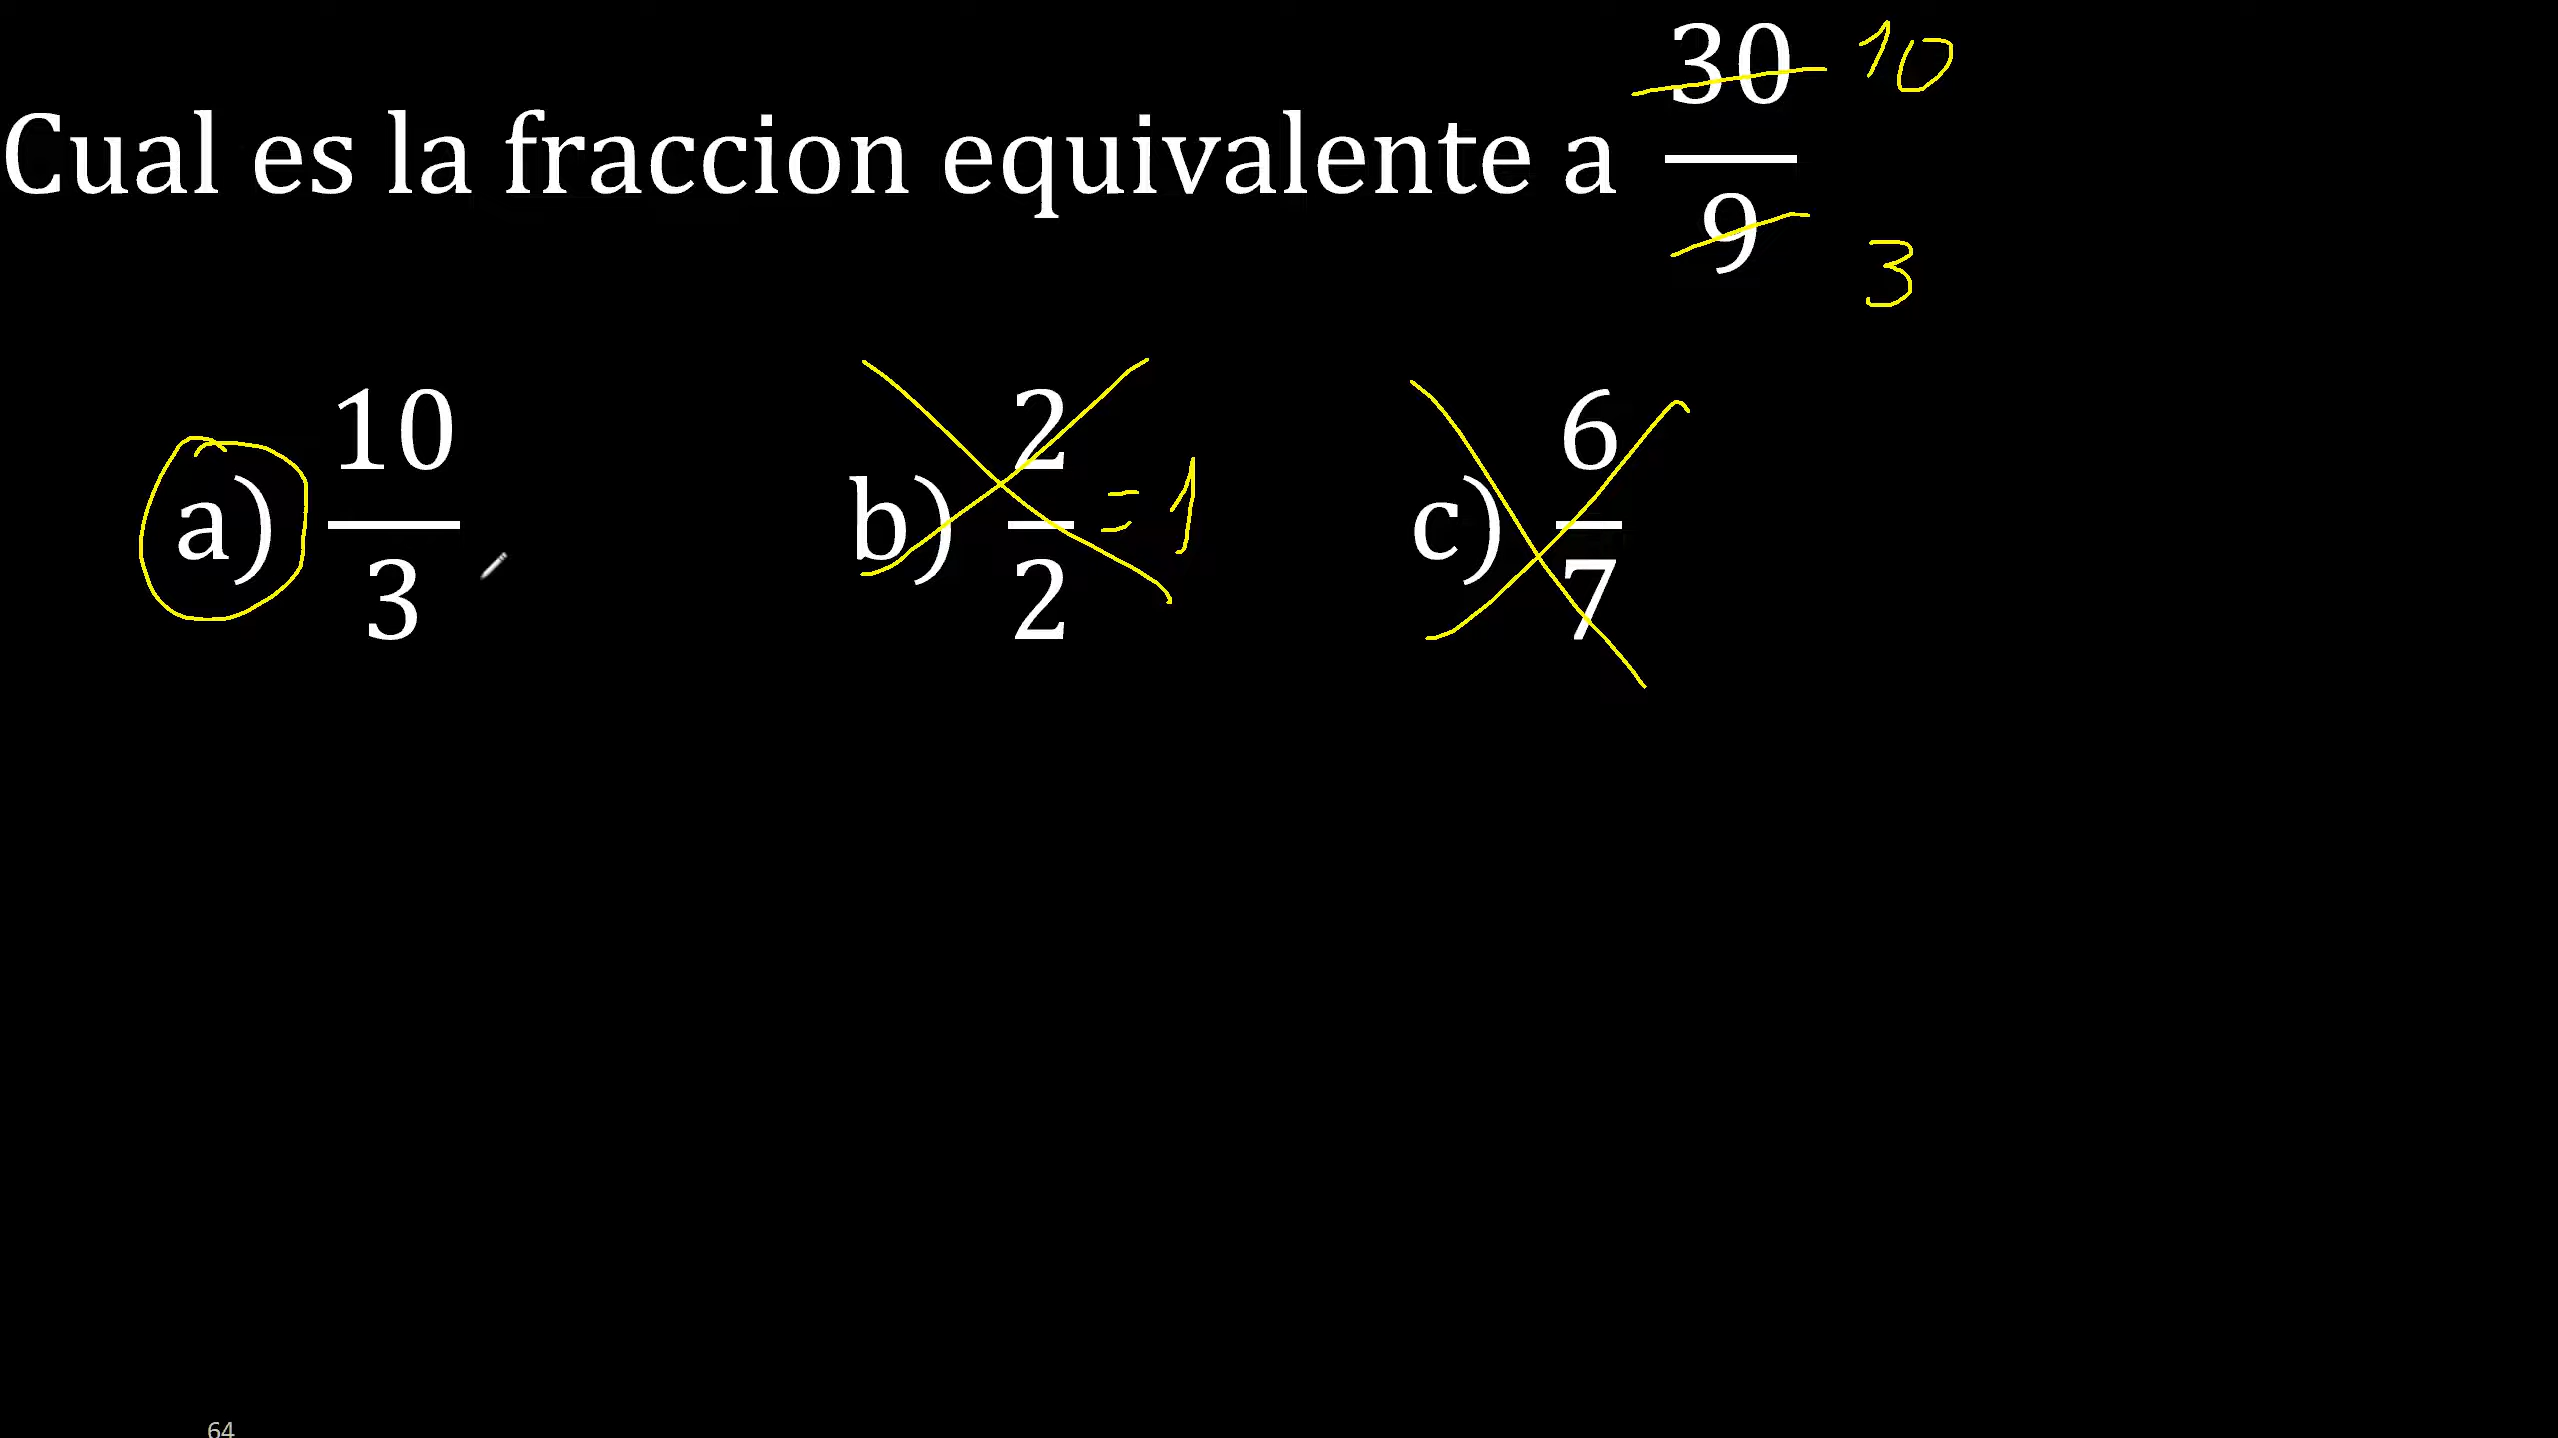 Cual es la fraccion equivalente a 30/9 10/3
a) 10/3 b) 2/2 = 1 c) 6/7
64